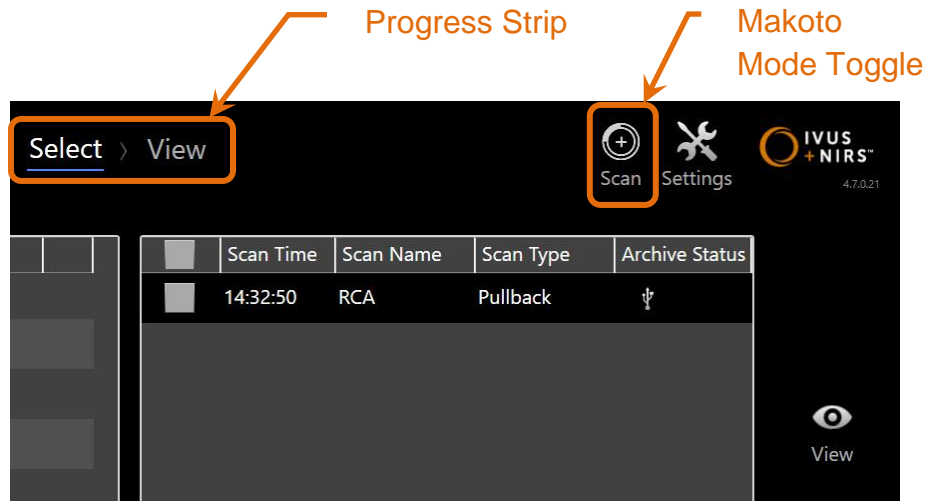 Progress Strip
Makoto
Mode Toggle
Select › View
Scan
Settings
IVUS
+NIRS™
4.7.0.21
Scan Time Scan Name Scan Type Archive Status
14:32:50 RCA Pullback
View